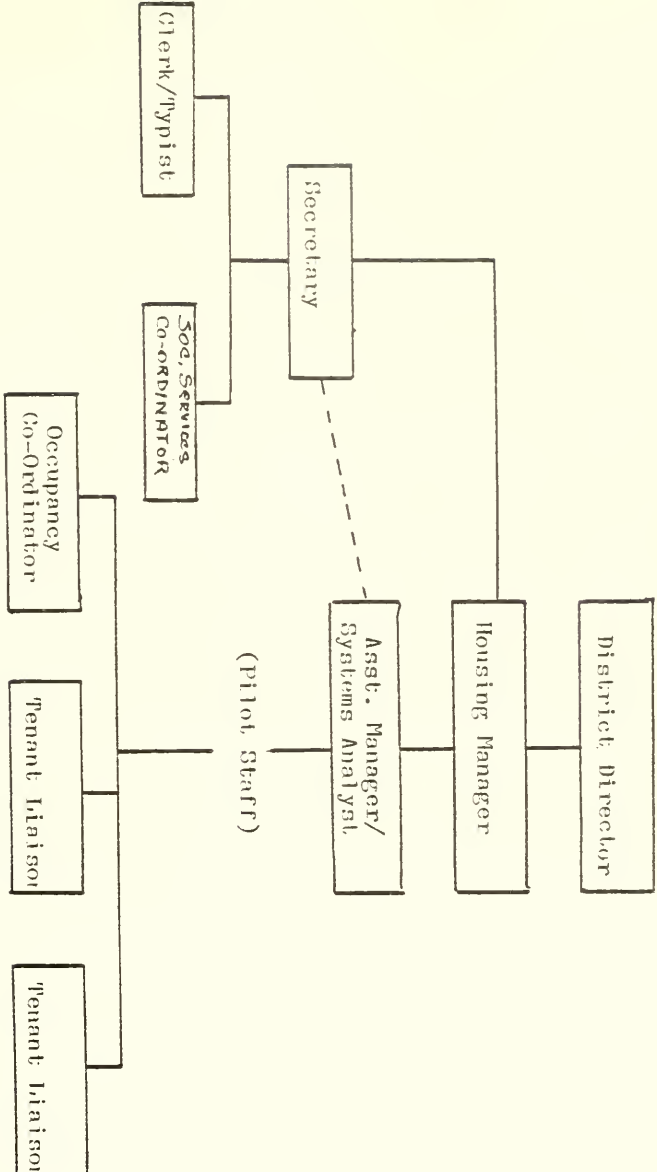 District Director
Housing Manager
Asst. Manager/
Systems Analyst
(Pilot Staff)
Secretary
Clerk/Typist
Soc. Services
Co-ORDINATOR
Occupancy
Co-Ordinator
Tenant Liaison
Tenant Liaison